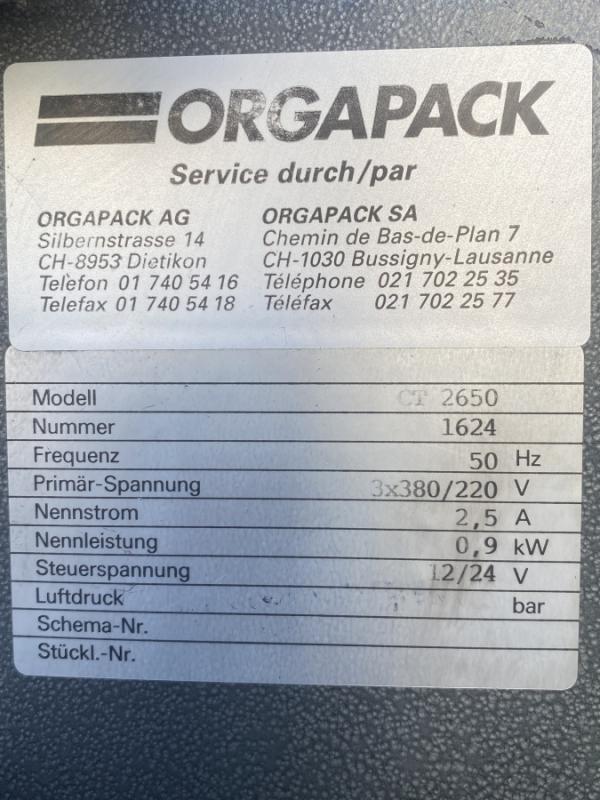 ORGAPACK
Service durch/par
ORGAPACK AG
Silbernstrasse 14
CH-8953 Dietikon
Telefon 01 740 54 16
Telefax 01 740 54 18
ORGAPACK SA
Chemin de Bas-de-Plan 7
CH-1030 Bussigny-Lausanne
Téléphone 021 702 25 35
Téléfax 021 702 25 77
Modell CT 2650
Nummer 1624
Frequenz 50 Hz
Primär-Spannung 3x380/220 V
Nennstrom 2,5 A
Nennleistung 0,9 kW
Steuerspannung 12/24 V
Luftdruck bar
Schema-Nr.
Stückl.-Nr.